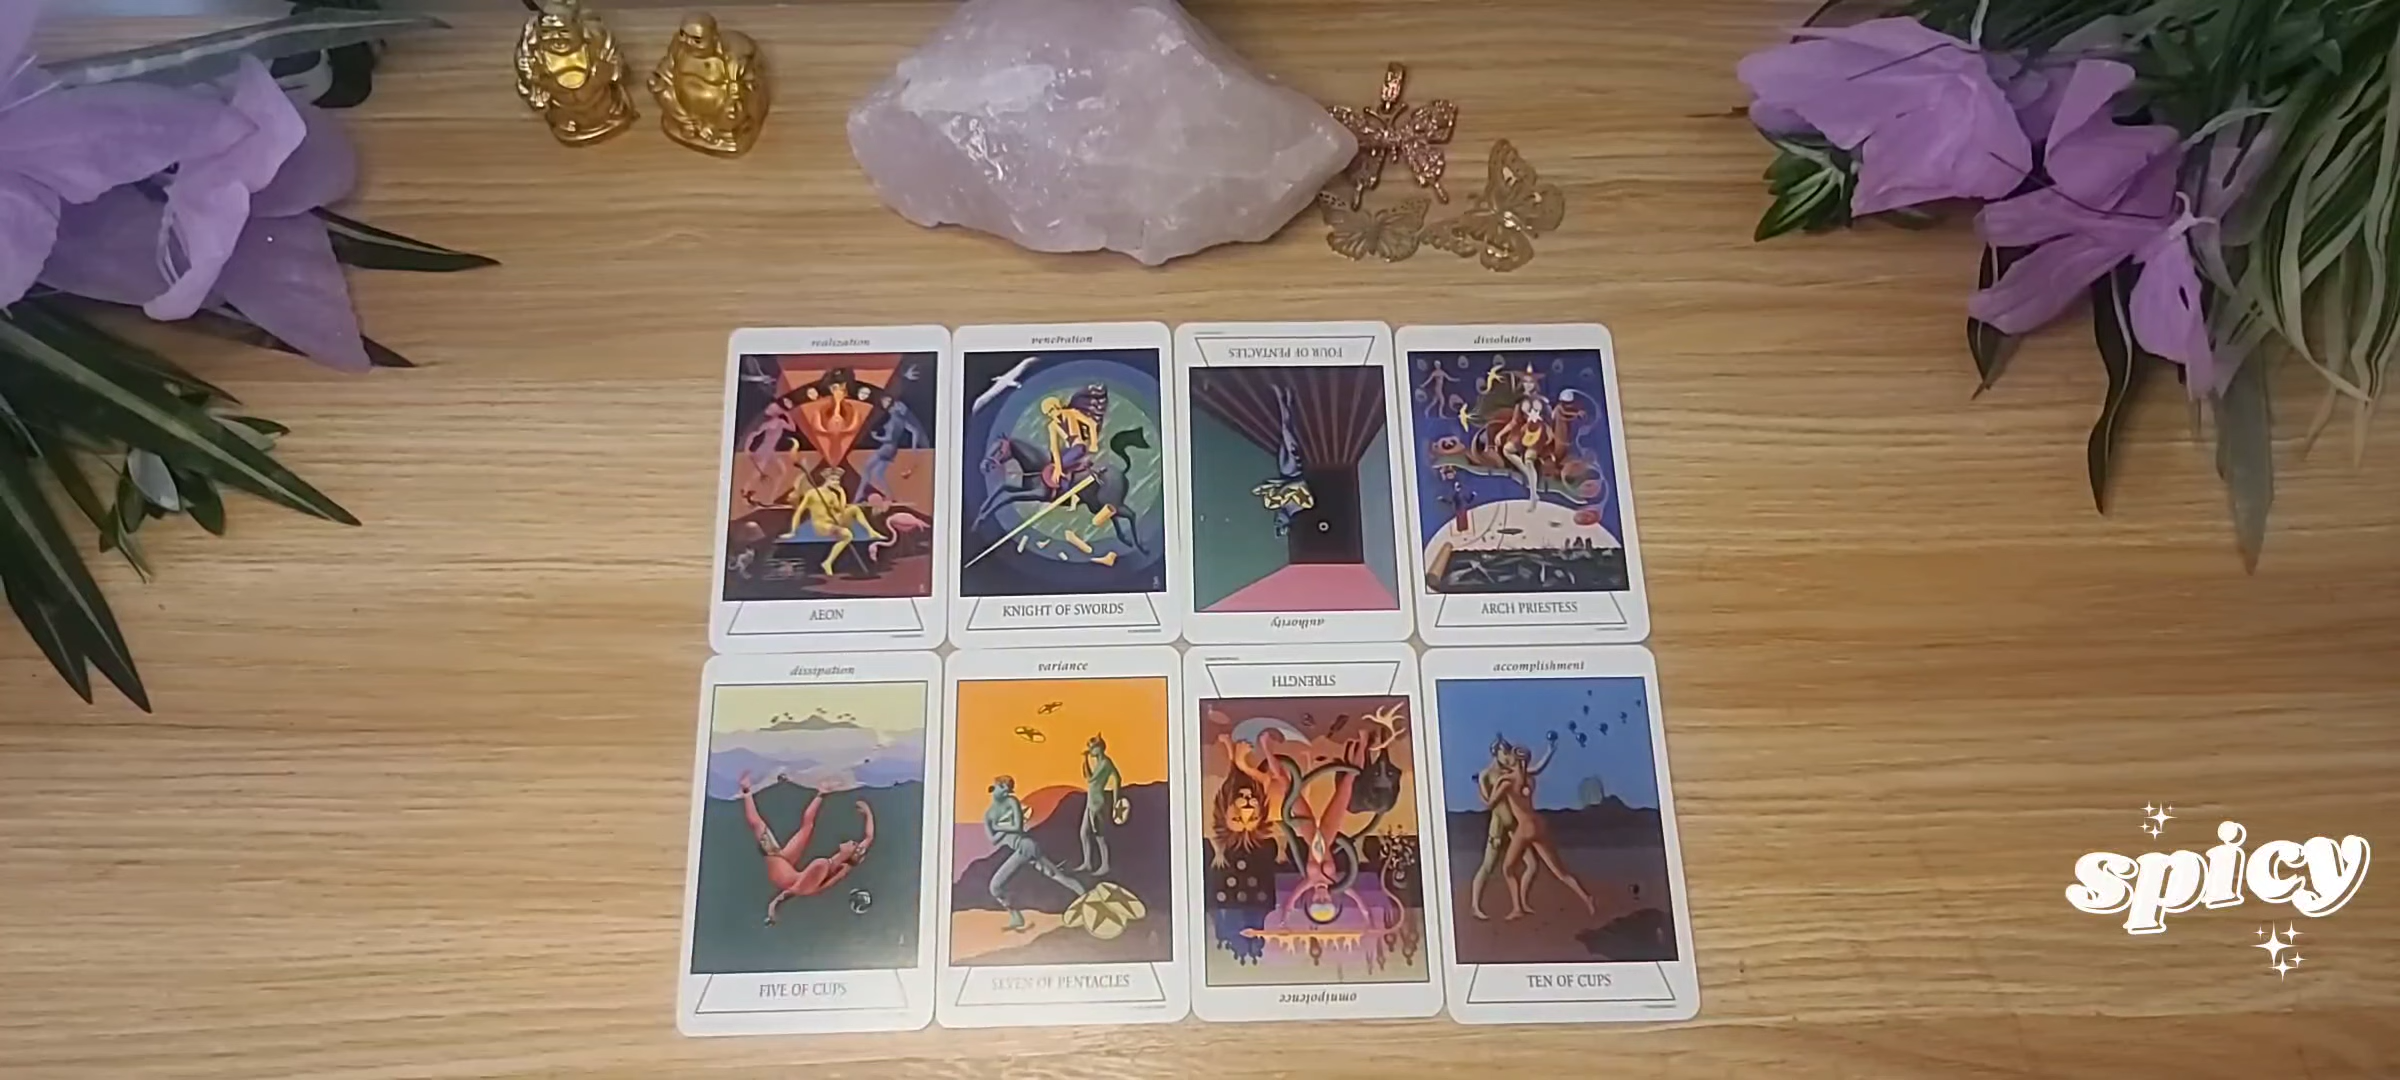 realization
AEON
penetration
KNIGHT OF SWORDS
FOUR OF PENTACLES
authority
dissolution
ARCH PRIESTESS
dissipation
FIVE OF CUPS
variance
SEVEN OF PENTACLES
STRENGTH
omnipotence
accomplishment
TEN OF CUPS
spicy